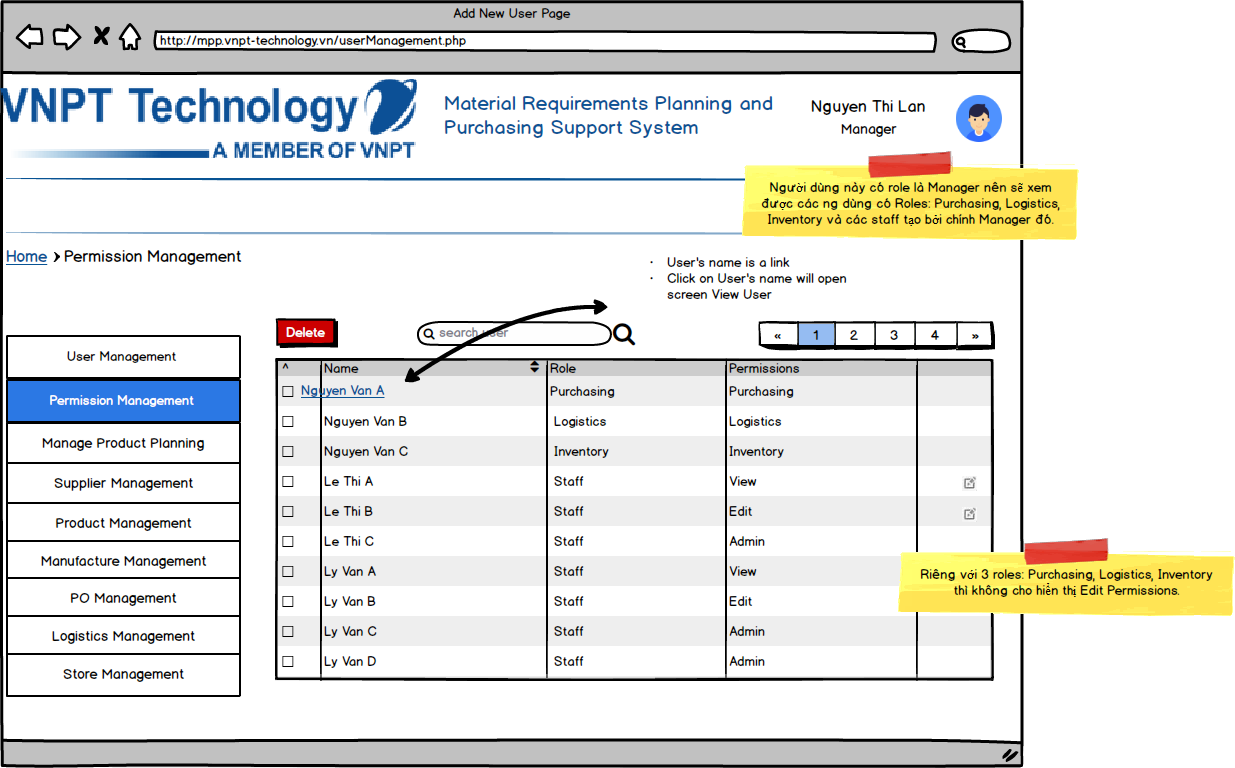 Add New User Page
http://mpp.vnpt-technology.vn/userManagement.php
VNPT Technology
A MEMBER OF VNPT
Material Requirements Planning and
Purchasing Support System
Nguyen Thi Lan
Manager
Người dùng này có role là Manager nên sẽ xem
được các ng dùng có Roles: Purchasing, Logistics,
Inventory và các staff tạo bởi chính Manager đó.
Home > Permission Management
· User's name is a link
· Click on User's name will open
screen View User
Delete
search user
« 1 2 3 4 »
User Management
Permission Management
Manage Product Planning
Supplier Management
Product Management
Manufacture Management
PO Management
Logistics Management
Store Management
^ Name Role Permissions
Nguyen Van A Purchasing Purchasing
Nguyen Van B Logistics Logistics
Nguyen Van C Inventory Inventory
Le Thi A Staff View
Le Thi B Staff Edit
Le Thi C Staff Admin
Ly Van A Staff View
Ly Van B Staff Edit
Ly Van C Staff Admin
Ly Van D Staff Admin
Riêng với 3 roles: Purchasing, Logistics, Inventory
thì không cho hiển thị Edit Permissions.